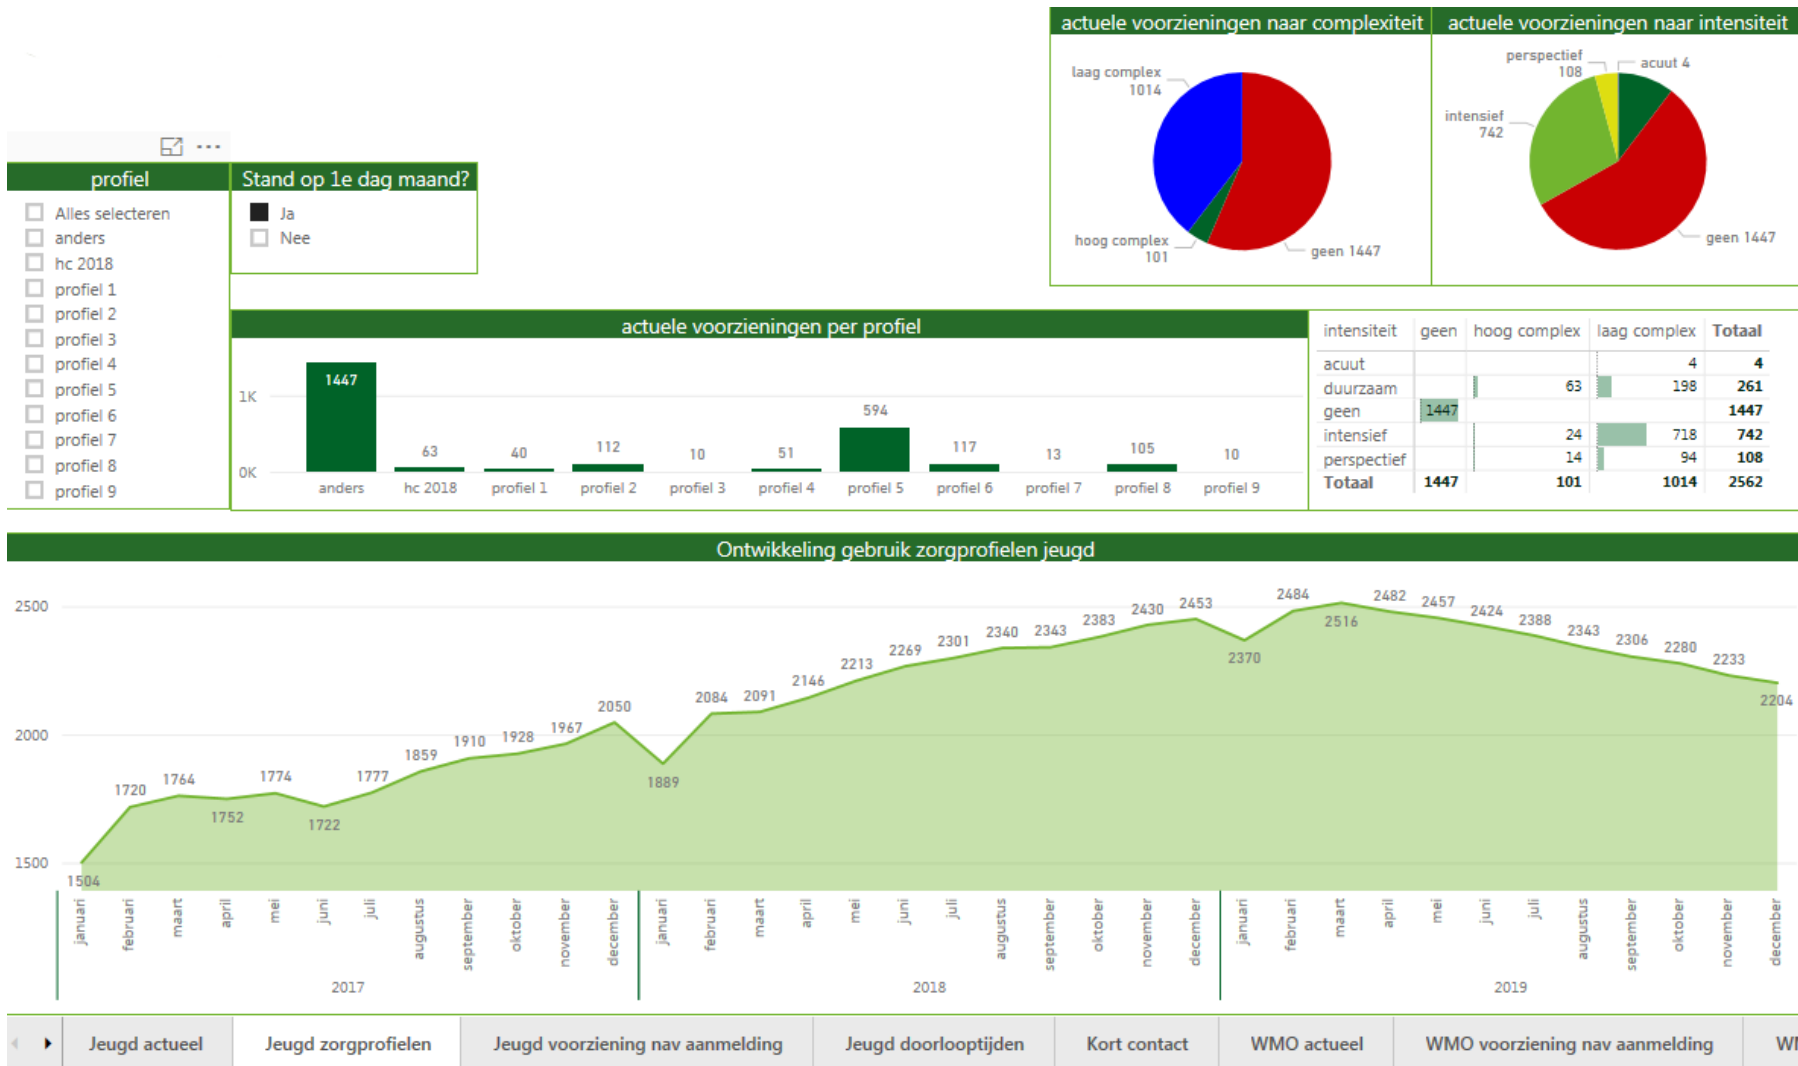 actuele voorzieningen naar complexiteit
laag complex
1014
hoog complex
101
geen 1447
actuele voorzieningen naar intensiteit
perspectief
108
acuut 4
intensief
742
geen 1447
profiel
Alles selecteren
anders
hc 2018
profiel 1
profiel 2
profiel 3
profiel 4
profiel 5
profiel 6
profiel 7
profiel 8
profiel 9
Stand op 1e dag maand?
Ja
Nee
actuele voorzieningen per profiel
1K
0K
1447 63 40 112 10 51 594 117 13 105 10
anders hc 2018 profiel 1 profiel 2 profiel 3 profiel 4 profiel 5 profiel 6 profiel 7 profiel 8 profiel 9
intensiteit geen hoog complex laag complex Totaal
acuut 4 4
duurzaam 63 198 261
geen 1447 1447
intensief 24 718 742
perspectief 14 94 108
Totaal 1447 101 1014 2562
Ontwikkeling gebruik zorgprofielen jeugd
2500
2000
1500
1504 1720 1764 1752 1774 1722 1777 1859 1910 1928 1967 2050
1889 2084 2091 2146 2213 2269 2301 2340 2343 2383 2430 2453
2370 2484 2516 2482 2457 2424 2388 2343 2306 2280 2233 2204
januari februari maart april mei juni juli augustus september oktober november december
januari februari maart april mei juni juli augustus september oktober november december
januari februari maart april mei juni juli augustus september oktober november december
2017 2018 2019
Jeugd actueel Jeugd zorgprofielen Jeugd voorziening nav aanmelding Jeugd doorlooptijden Kort contact WMO actueel WMO voorziening nav aanmelding